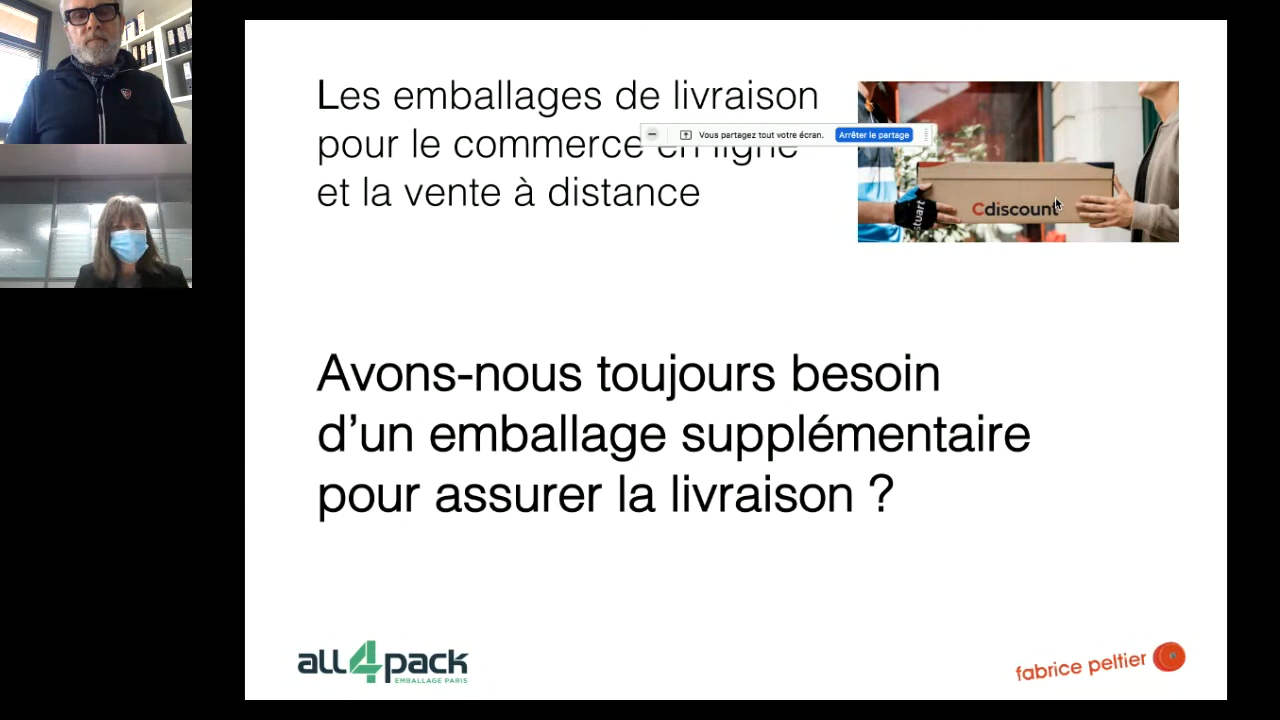 Les emballages de livraison
pour le commerce en ligne
et la vente à distance
Vous partagez tout votre écran.
Arrêter le partage
Cdiscount
stuart
Avons-nous toujours besoin
d’un emballage supplémentaire
pour assurer la livraison ?
all4pack
EMBALLAGE PARIS
fabrice peltier